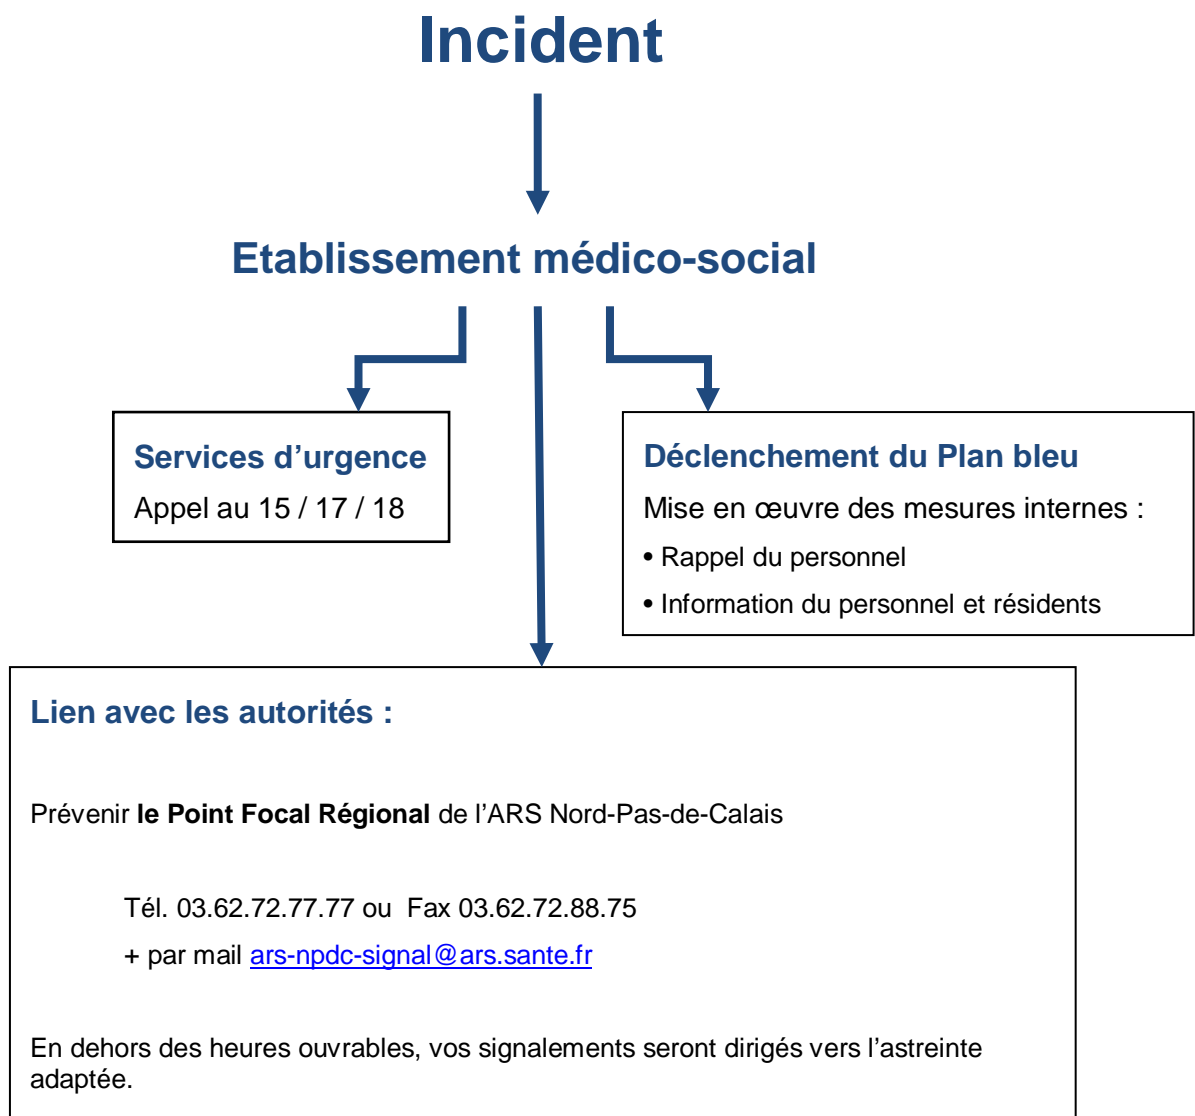 Incident
Etablissement médico-social
Services d’urgence
Appel au 15 / 17 / 18
Déclenchement du Plan bleu
Mise en œuvre des mesures internes :
• Rappel du personnel
• Information du personnel et résidents
Lien avec les autorités :
Prévenir le Point Focal Régional de l’ARS Nord-Pas-de-Calais
Tél. 03.62.72.77.77 ou  Fax 03.62.72.88.75
+ par mail ars-npdc-signal@ars.sante.fr
En dehors des heures ouvrables, vos signalements seront dirigés vers l’astreinte
adaptée.